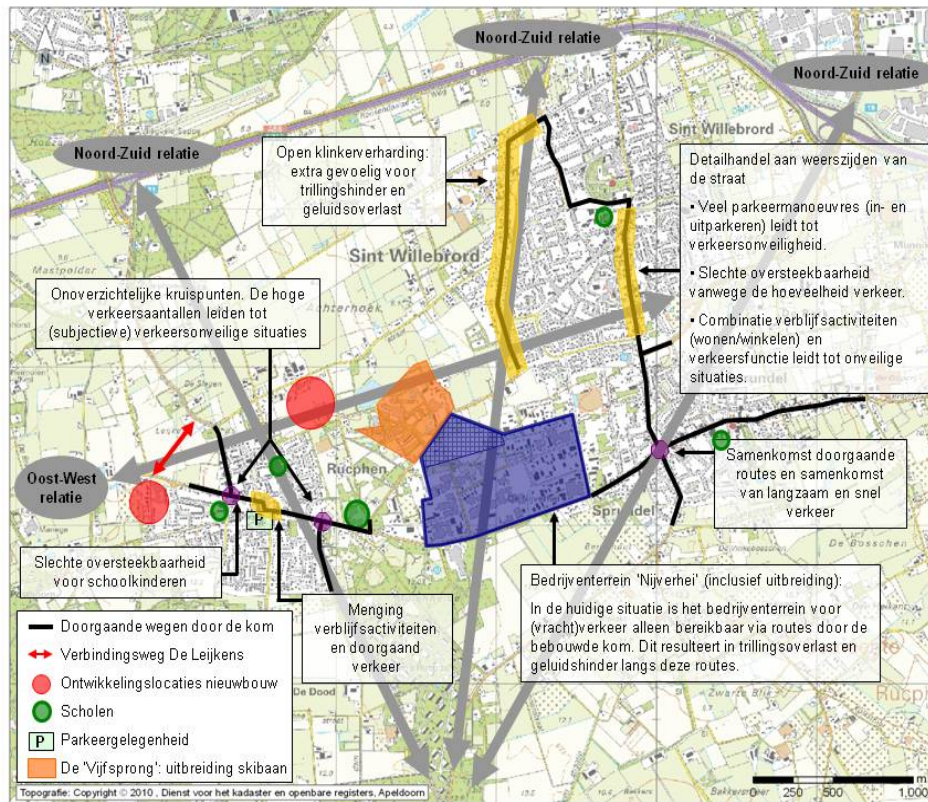 Noord-Zuid relatie
Noord-Zuid relatie
Noord-Zuid relatie
N
Sint Willebrord
Open klinkerverharding:
extra gevoelig voor
trillingshinder en
geluidsoverlast
Detailhandel aan weerszijden van
de straat
• Veel parkeermanoeuvres (in- en
uitparkeren) leidt tot
verkeersonveiligheid.
• Slechte oversteekbaarheid
vanwege de hoeveelheid verkeer.
• Combinatie verblijfsactiviteiten
(wonen/winkelen) en
verkeersfunctie leidt tot onveilige
situaties.
Sint Willebrord
Mastpolder
Achterhoek
Onoverzichtelijke kruispunten. De hoge
verkeersaantallen leiden tot
(subjectieve) verkeersonveilige situaties
Oost-West
relatie
Rucphen
Sprundel
Samenkomst doorgaande
routes en samenkomst
van langzaam en snel
verkeer
P
Slechte oversteekbaarheid
voor schoolkinderen
Menging
verblijfsactiviteiten
en doorgaand
verkeer
Bedrijventerrein 'Nijverhei' (inclusief uitbreiding):
In de huidige situatie is het bedrijventerrein voor
(vracht)verkeer alleen bereikbaar via routes door de
bebouwde kom. Dit resulteert in trillingsoverlast en
geluidshinder langs deze routes.
De Bosschen
Doorgaande wegen door de kom
Verbindingsweg De Leijkens
Ontwikkelingslocaties nieuwbouw
Scholen
P Parkeergelegenheid
De 'Vijfsprong': uitbreiding skibaan
De Dood
Zwarte Blie
m
0 250 500 1.000
Topografie: Copyright © 2010 , Dienst voor het kadaster en openbare registers, Apeldoorn